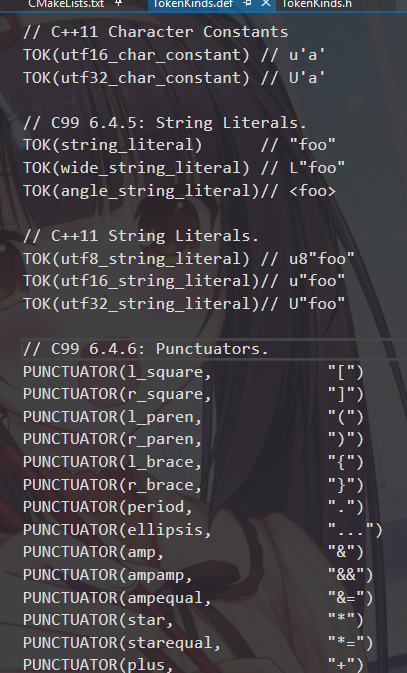 CMakeLists.txt TokenKinds.def TokenKinds.h
// C++11 Character Constants
TOK(utf16_char_constant) // u'a'
TOK(utf32_char_constant) // U'a'
// C99 6.4.5: String Literals.
TOK(string_literal)      // "foo"
TOK(wide_string_literal) // L"foo"
TOK(angle_string_literal)// <foo>
// C++11 String Literals.
TOK(utf8_string_literal) // u8"foo"
TOK(utf16_string_literal)// u"foo"
TOK(utf32_string_literal)// U"foo"
// C99 6.4.6: Punctuators.
PUNCTUATOR(l_square,            "[")
PUNCTUATOR(r_square,            "]")
PUNCTUATOR(l_paren,             "(")
PUNCTUATOR(r_paren,             ")")
PUNCTUATOR(l_brace,             "{")
PUNCTUATOR(r_brace,             "}")
PUNCTUATOR(period,              ".")
PUNCTUATOR(ellipsis,            "...")
PUNCTUATOR(amp,                 "&")
PUNCTUATOR(ampamp,              "&&")
PUNCTUATOR(ampequal,            "&=")
PUNCTUATOR(star,                "*")
PUNCTUATOR(starequal,           "*=")
PUNCTUATOR(plus,                "+")